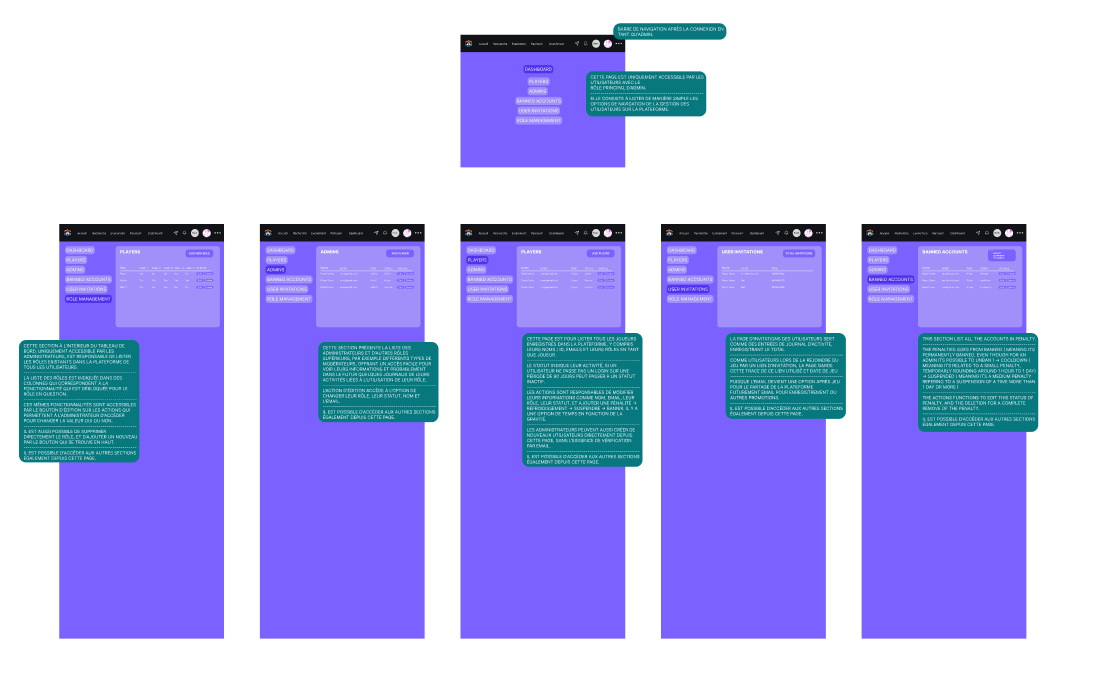 BARRE DE NAVIGATION APRÈS LA CONNEXION EN
TANT QU'ADMIN.
Accueil Recherche Evenement Parcourir Dashboard
DASHBOARD
PLAYERS
ADMINS
BANNED ACCOUNTS
USER INVITATIONS
ROLE MANAGEMENT
CETTE PAGE EST UNIQUEMENT ACCESSIBLE PAR LES
UTILISATEURS AVEC LE
RÔLE PRINCIPAL D'ADMIN.
ELLE CONSISTE À LISTER DE MANIÈRE SIMPLE LES
OPTIONS DE NAVIGATION DE LA GESTION DES
UTILISATEURS SUR LA PLATEFORME.
DASHBOARD
PLAYERS
ADMINS
BANNED ACCOUNTS
USER INVITATIONS
ROLE MANAGEMENT
PLAYERS
CETTE SECTION À L'INTERIEUR DU TABLEAU DE
BORD, UNIQUEMENT ACCESSIBLE PAR LES
ADMINISTRATEURS, EST RESPONSABLE DE LISTER
LES RÔLES EXISTANTS DANS LA PLATEFORME DE
TOUS LES UTILISATEURS.
LA LISTE DES RÔLES EST INDIQUÉE DANS DES
COLONNES QUI CORRESPONDENT A LA
FONCTIONNALITÉ QUI EST DÉBLOQUÉE POUR LE
RÔLE EN QUESTION.
CES MÊMES FONCTIONNALITÉS SONT ACCESSIBLES
PAR LE BOUTON D'ÉDITION SUR LES ACTIONS QUI
PERMETTENT À L'ADMINISTRATEUR D'ACCÉDER
POUR CHANGER LA VALEUR OUI OU NON.
IL EST AUSSI POSSIBLE DE SUPPRIMER
DIRECTEMENT LE RÔLE, ET D'AJOUTER UN NOUVEAU
PAR LE BOUTON QUI SE TROUVE EN HAUT.
IL EST POSSIBLE D'ACCÉDER AUX AUTRES SECTIONS
ÉGALEMENT DEPUIS CETTE PAGE.
DASHBOARD
PLAYERS
ADMINS
BANNED ACCOUNTS
USER INVITATIONS
ROLE MANAGEMENT
ADMINS
ADD PLAYER
CETTE SECTION PRÉSENTE LA LISTE DES
ADMINISTRATEURS ET D'AUTRES RÔLES
SUPÉRIEURS, PAR EXEMPLE DIFFERENTS TYPES DE
MODÉRATEURS, OFFRANT UN ACCÈS FACILE POUR
VOIR LEURS INFORMATIONS ET PROBABLEMENT
DANS LE FUTUR QUELQUES JOURNAUX DE LEURS
ACTIVITÉS LIÉES À L'UTILISATION DE LEUR RÔLE.
L'ACTION D'ÉDITION ACCÈDE À L'OPTION DE
CHANGER LEUR RÔLE, LEUR STATUT, NOM ET
L'EMAIL.
IL EST POSSIBLE D'ACCÉDER AUX AUTRES SECTIONS
ÉGALEMENT DEPUIS CETTE PAGE.
DASHBOARD
PLAYERS
ADMINS
BANNED ACCOUNTS
USER INVITATIONS
ROLE MANAGEMENT
PLAYERS
ADD PLAYER
CETTE PAGE EST POUR LISTER TOUS LES JOUEURS
ENREGISTRÉS DANS LA PLATEFORME, Y COMPRIS
LEURS NOMS / ID, EMAILS ET LEURS RÔLES EN TANT
QUE JOUEUR.
LE STATUT INDIQUE LEUR ACTIVITÉ, SI UN
UTILISATEUR NE PASSE PAS UN LOGIN SUR UNE
PÉRIODE DE 90 JOURS PEUT PASSER À UN STATUT
INACTIF.
LES ACTIONS SONT RESPONSABLES DE MODIFIER
LEURS INFORMATIONS COMME NOM, EMAIL, LEUR
RÔLE, LEUR STATUT, ET AJOUTER UNE PÉNALITÉ →
REFROIDISSEMENT → SUSPENDRE → BANNIR. IL Y A
UNE OPTION DE TEMPS EN FONCTION DE LA
GRAVITÉ.
LES ADMINISTRATEURS PEUVENT AUSSI CRÉER DE
NOUVEAUX UTILISATEURS DIRECTEMENT DEPUIS
CETTE PAGE, SANS L'EXIGENCE DE VÉRIFICATION
PAR EMAIL.
IL EST POSSIBLE D'ACCÉDER AUX AUTRES SECTIONS
ÉGALEMENT DEPUIS CETTE PAGE.
DASHBOARD
PLAYERS
ADMINS
BANNED ACCOUNTS
USER INVITATIONS
ROLE MANAGEMENT
USER INVITATIONS
TOTAL INVITATIONS
LA PAGE D'INVITATIONS DES UTILISATEURS SERT
COMME DES ENTRÉES DE JOURNAL D'ACTIVITÉ,
ENREGISTRANT LE TOTAL.
COMME UTILISATEURS LORS DE LA REJOINDRE DU
JEU PAR UN LIEN D'INVITATION, LA PAGE GARDE
CETTE TRACE DE LIEN UTILISÉ ET DATE DE JEU
PUISQUE L'EMAIL DEVIENT UNE OPTION APRÈS JEU
POUR LE PARTAGE DE LA PLATEFORME
FUTUREMENT EMAIL POUR ENREGISTREMENT OU
AUTRES PROMOTIONS.
IL EST POSSIBLE D'ACCÉDER AUX AUTRES SECTIONS
ÉGALEMENT DEPUIS CETTE PAGE.
DASHBOARD
PLAYERS
ADMINS
BANNED ACCOUNTS
USER INVITATIONS
ROLE MANAGEMENT
BANNED ACCOUNTS
THIS SECTION LIST ALL THE ACCOUNTS IN PENALTY.
THE PENALTIES GOES FROM BANNED ( MEANING ITS
PERMANENTLY BANNED, EVEN THOUGH FOR AN
ADMIN ITS POSSIBLE TO UNBAN ) → COOLDOWN (
MEANING ITS RELATED TO A SMALL PENALTY,
TEMPORALLY ROUNDING AROUND 1 HOUR TO 1 DAY )
→ SUSPENDED ( MEANING ITS A MEDIUM PENALTY
REFERING TO A SUSPENSION OF A TIME MORE THAN
1 DAY OR MORE )
THE ACTIONS FUNCTIONS TO EDIT THIS STATUS OF
PENALTY, AND THE DELETION FOR A COMPLETE
REMOVE OF THE PENALTY.
IL EST POSSIBLE D'ACCÉDER AUX AUTRES SECTIONS
ÉGALEMENT DEPUIS CETTE PAGE.